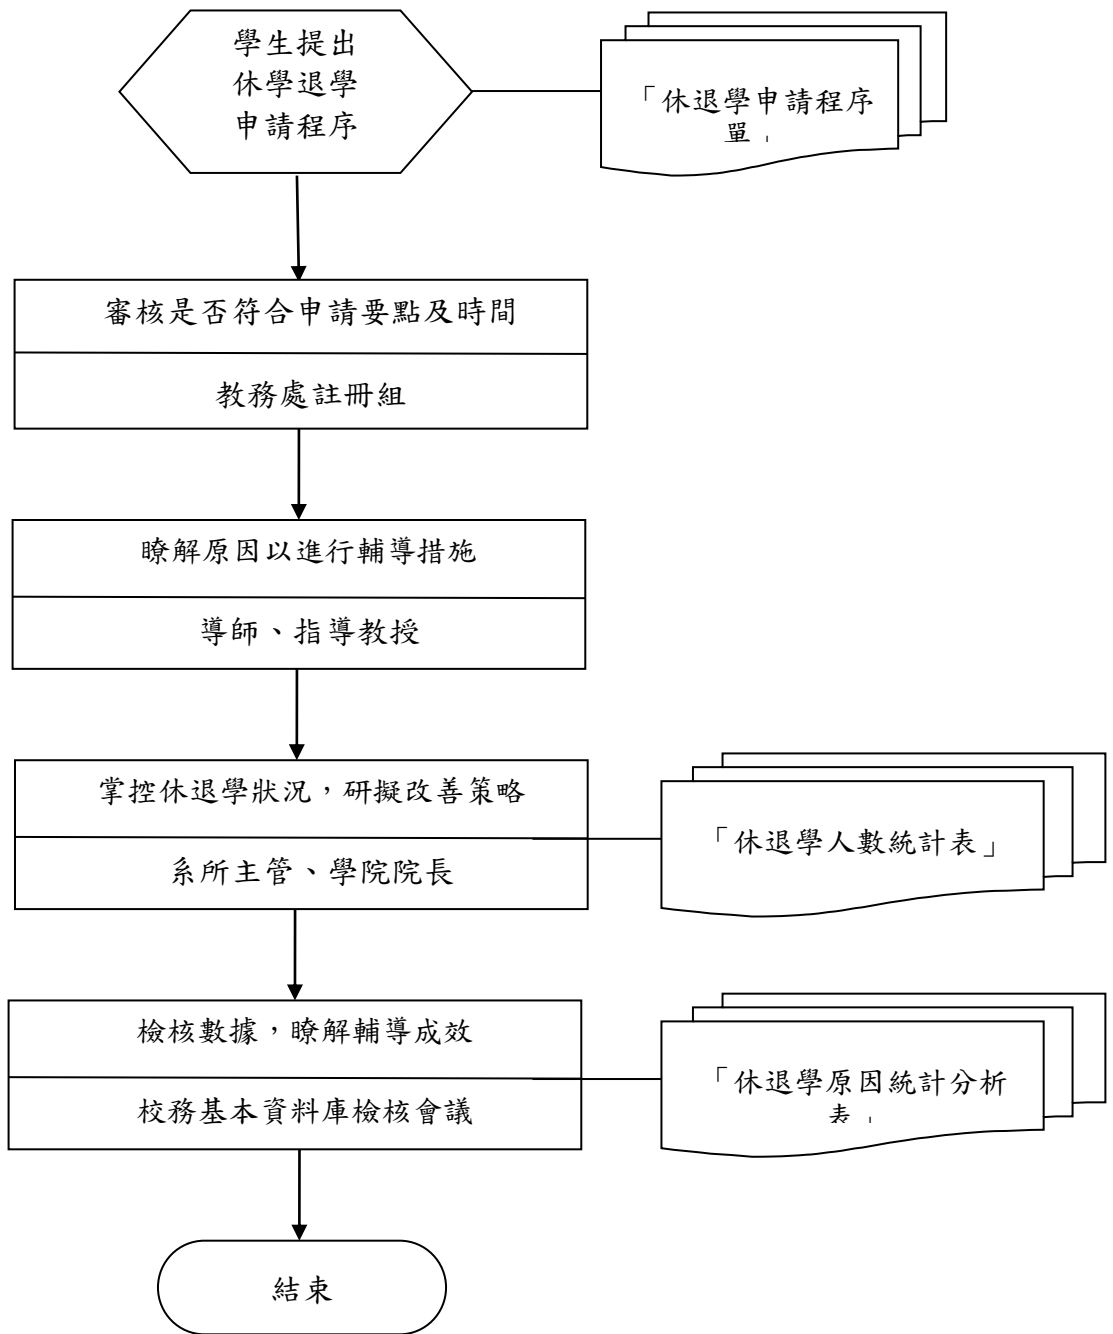 學生提出
休學退學
申請程序
「休退學申請程序
單」
審核是否符合申請要點及時間
教務處註冊組
瞭解原因以進行輔導措施
導師、指導教授
掌控休退學狀況，研擬改善策略
系所主管、學院院長
「休退學人數統計表」
檢核數據，瞭解輔導成效
校務基本資料庫檢核會議
「休退學原因統計分析
表」
結束